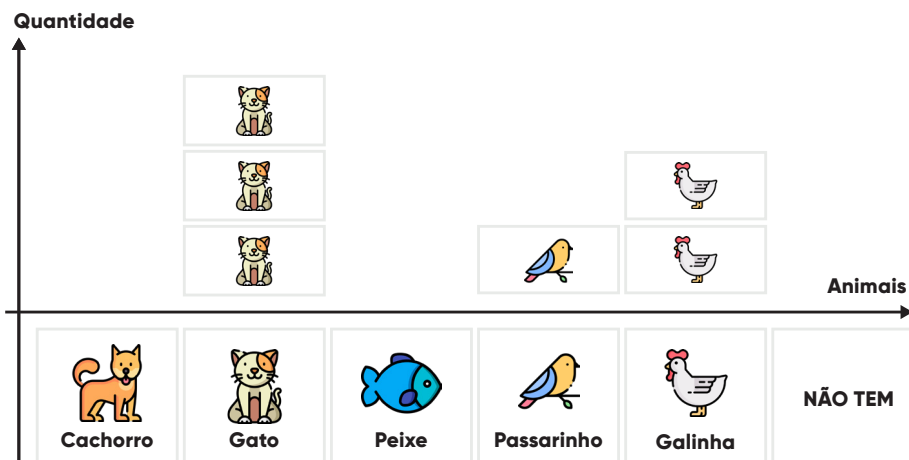 Quantidade
Animais
Cachorro
Gato
Peixe
Passarinho
Galinha
NÃO TEM